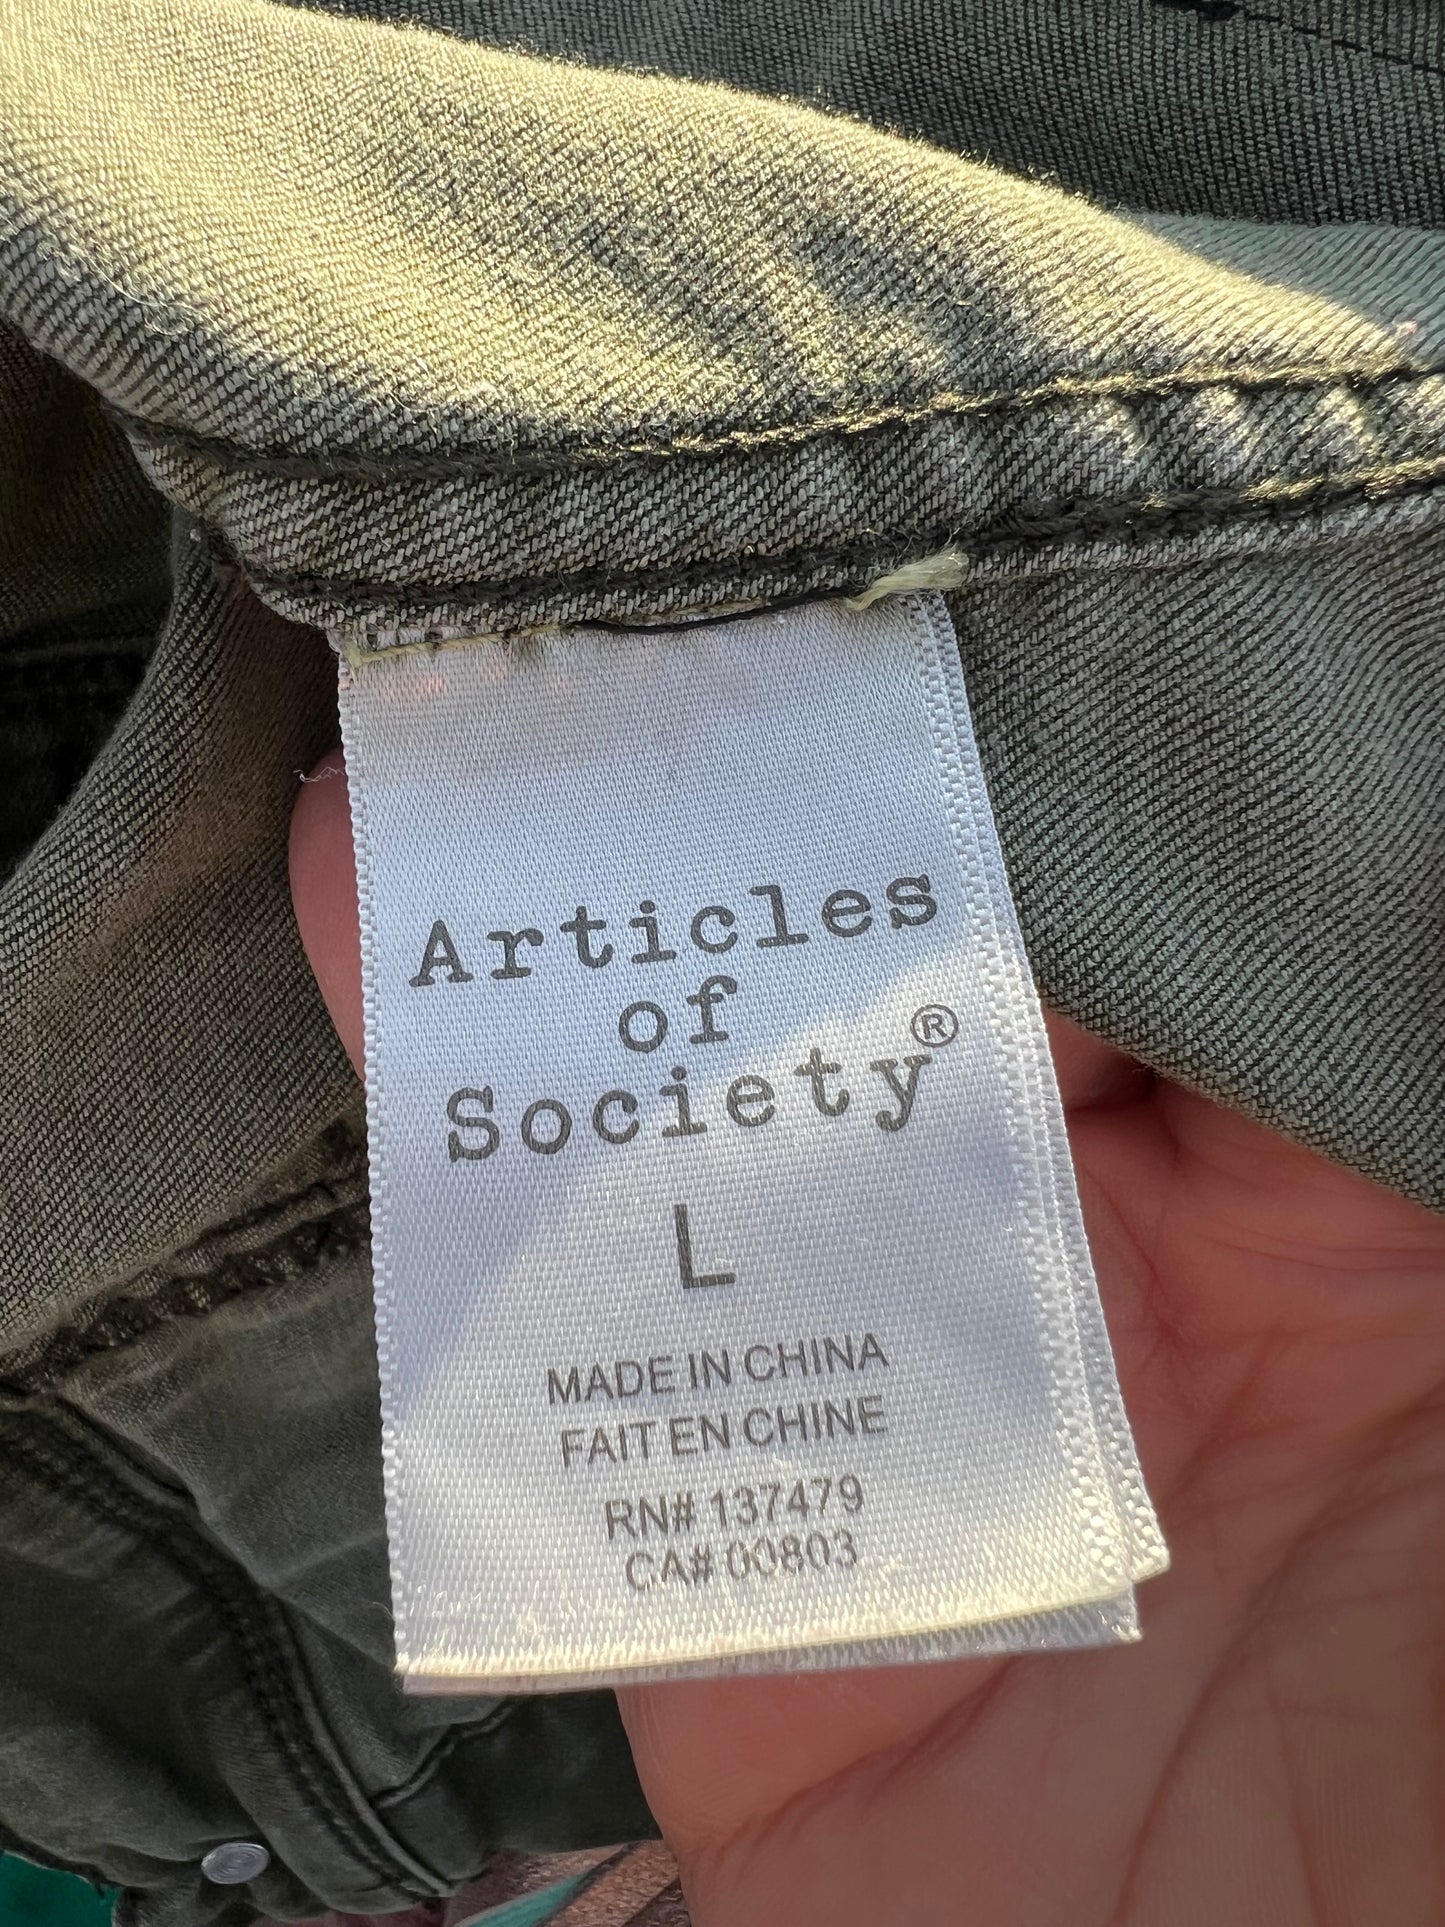 Articles
of
Society®
L
MADE IN CHINA
FAIT EN CHINE
RN# 137479
CA# 00803